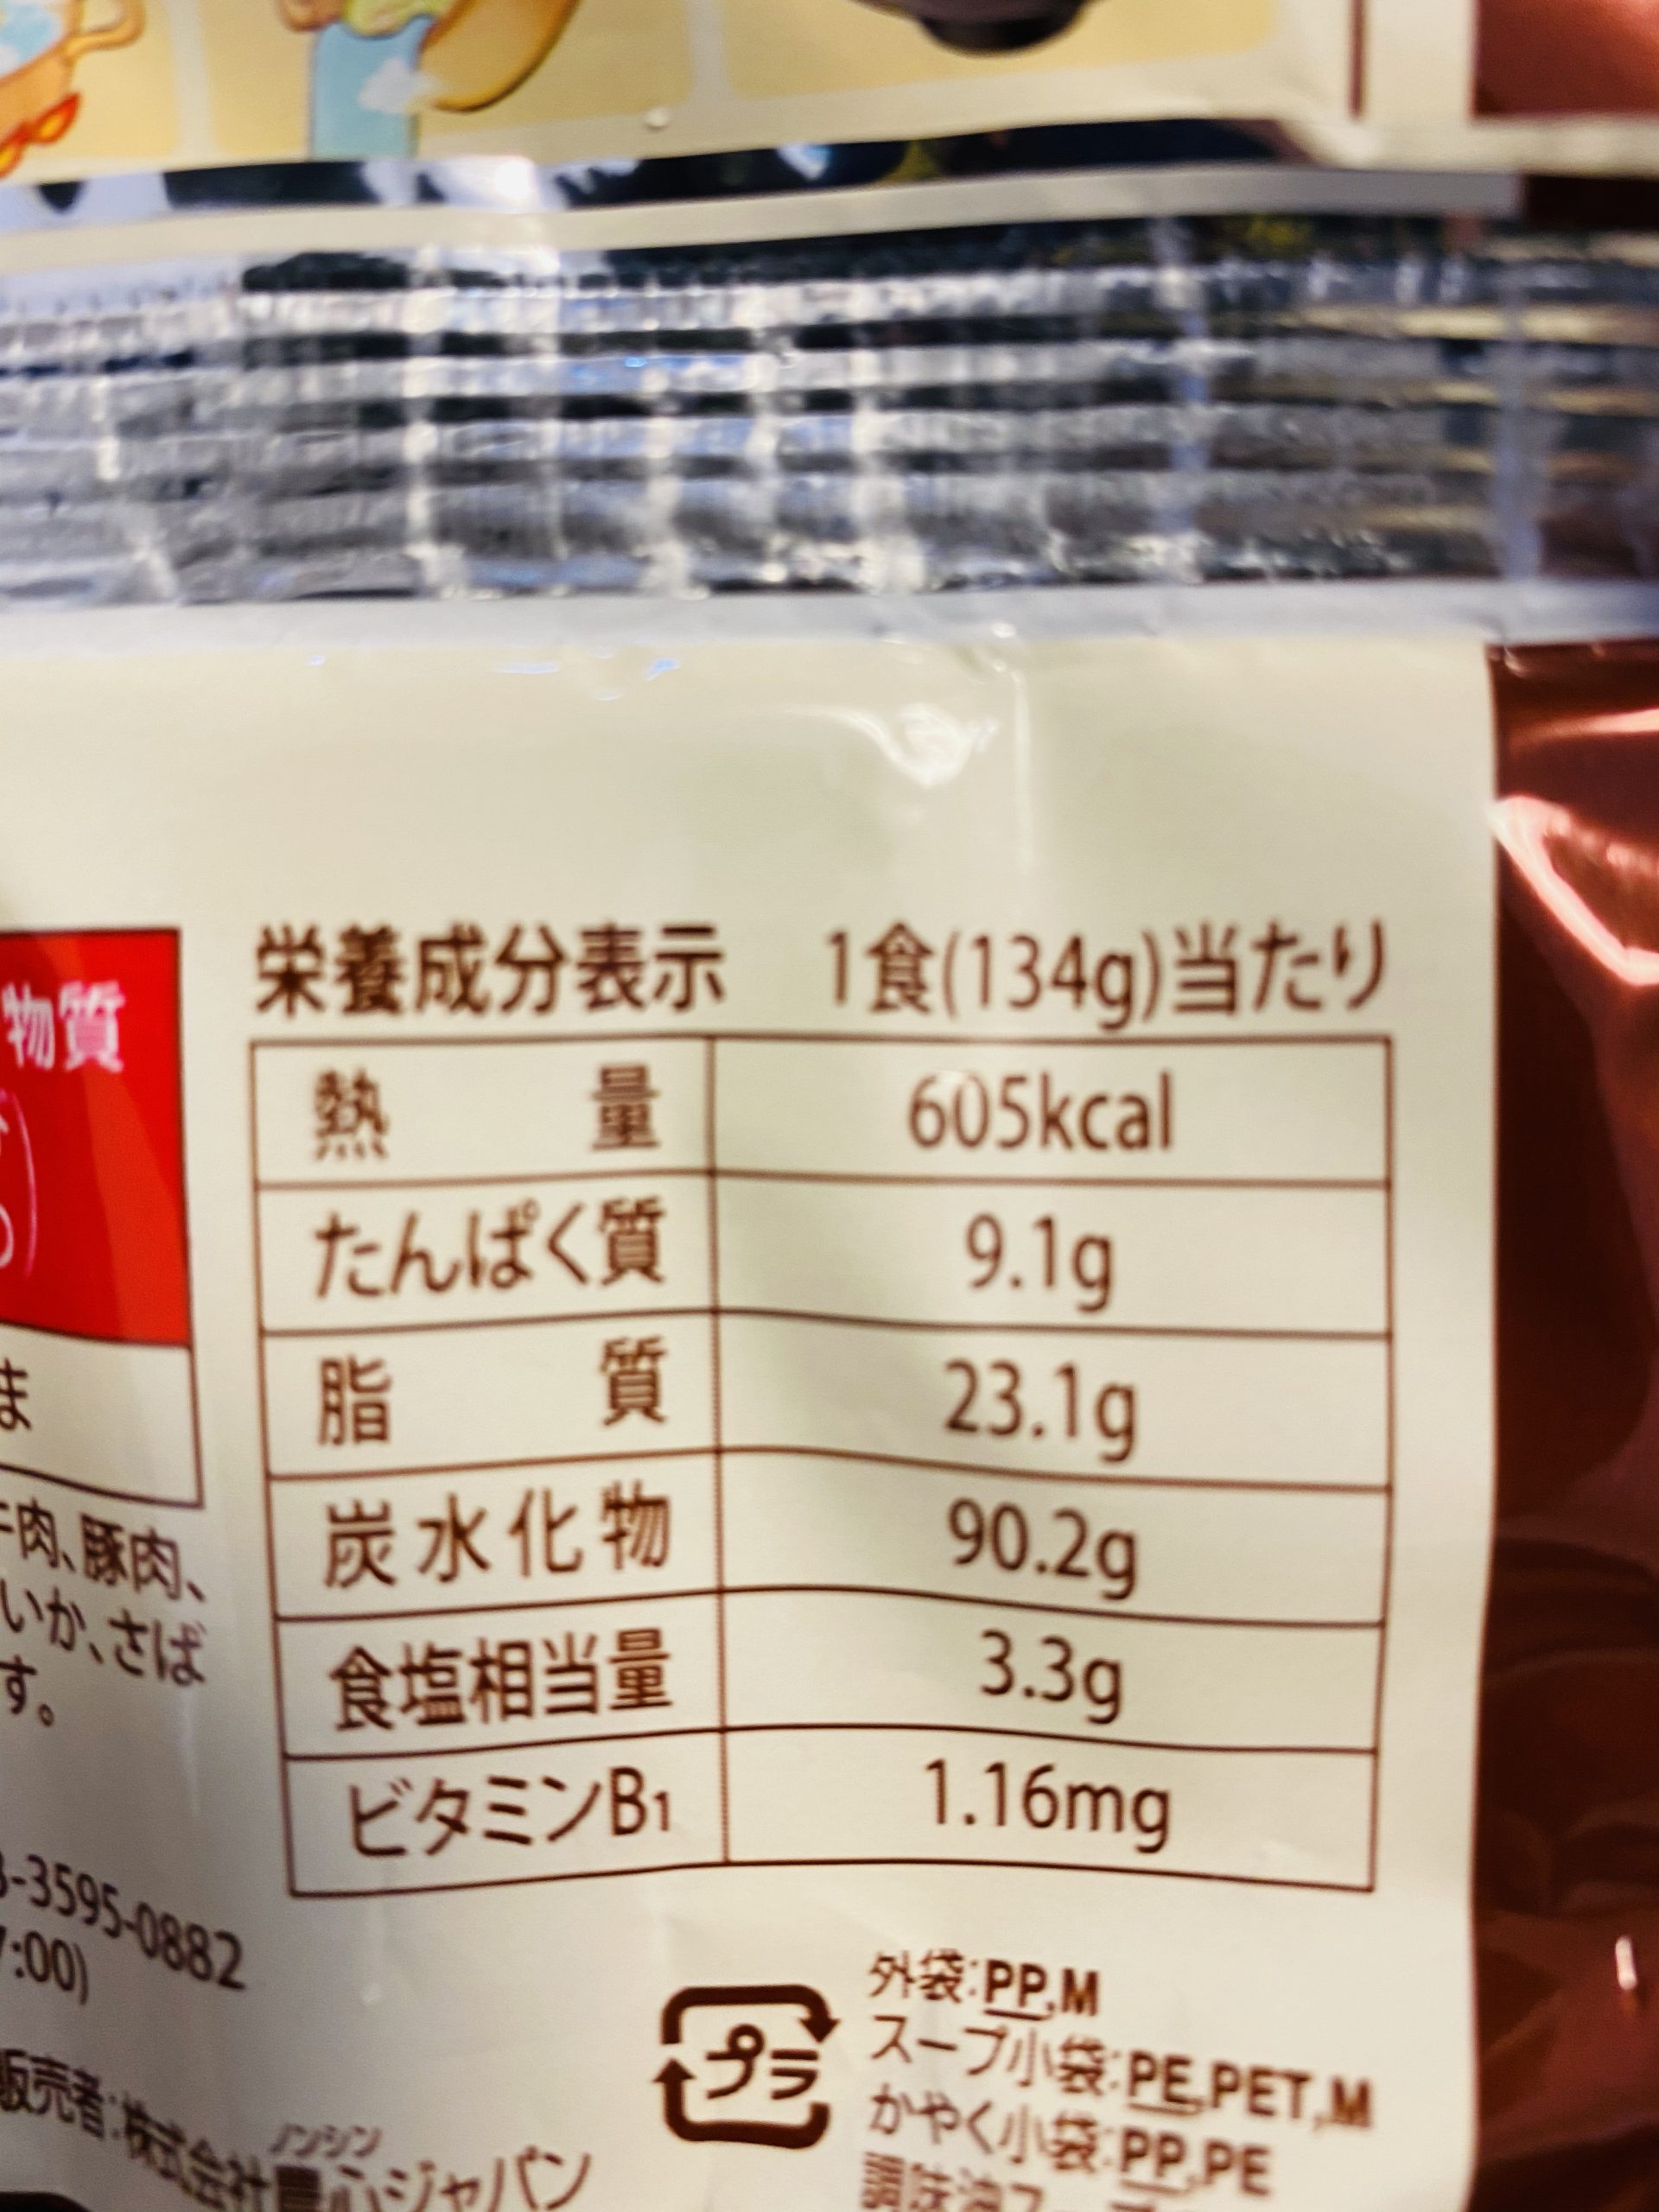 栄養成分表示 1食(134g)当たり
熱量 605kcal
たんぱく質 9.1g
脂質 23.1g
炭水化物 90.2g
食塩相当量 3.3g
ビタミンB1 1.16mg
物質
ま
肉、豚肉、
いか、さば
す。
-3595-0882
:00)
販売者:株式会社農心ジャパン
ノンシン
プラ
外袋:PP,M
スープ小袋:PE,PET,M
かやく小袋:PP,PE
調味油